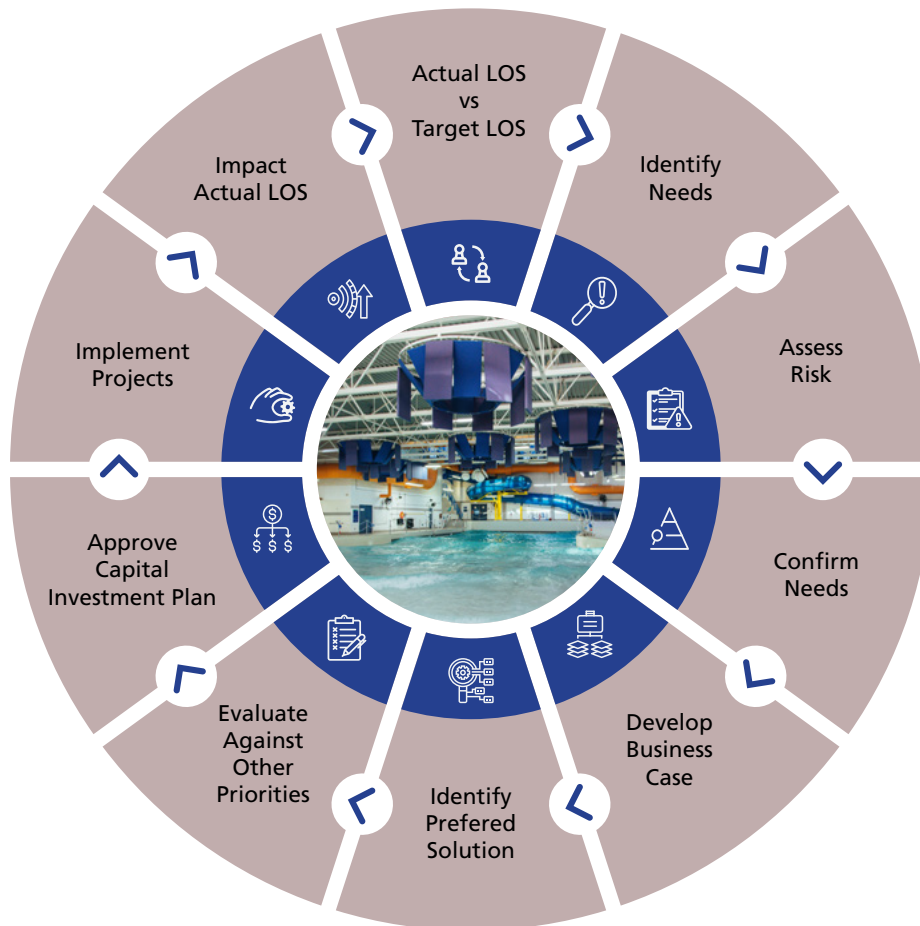 Actual LOS
vs
Target LOS
Identify
Needs
Assess
Risk
Confirm
Needs
Develop
Business
Case
Identify
Prefered
Solution
Evaluate
Against
Other
Priorities
Approve
Capital
Investment Plan
Implement
Projects
Impact
Actual LOS